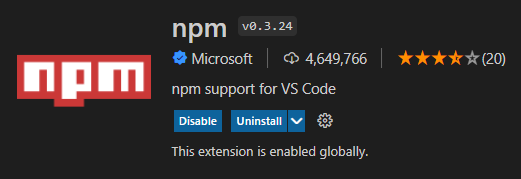 npm v0.3.24
npm
Microsoft 4,649,766 (20)
npm support for VS Code
Disable Uninstall
This extension is enabled globally.